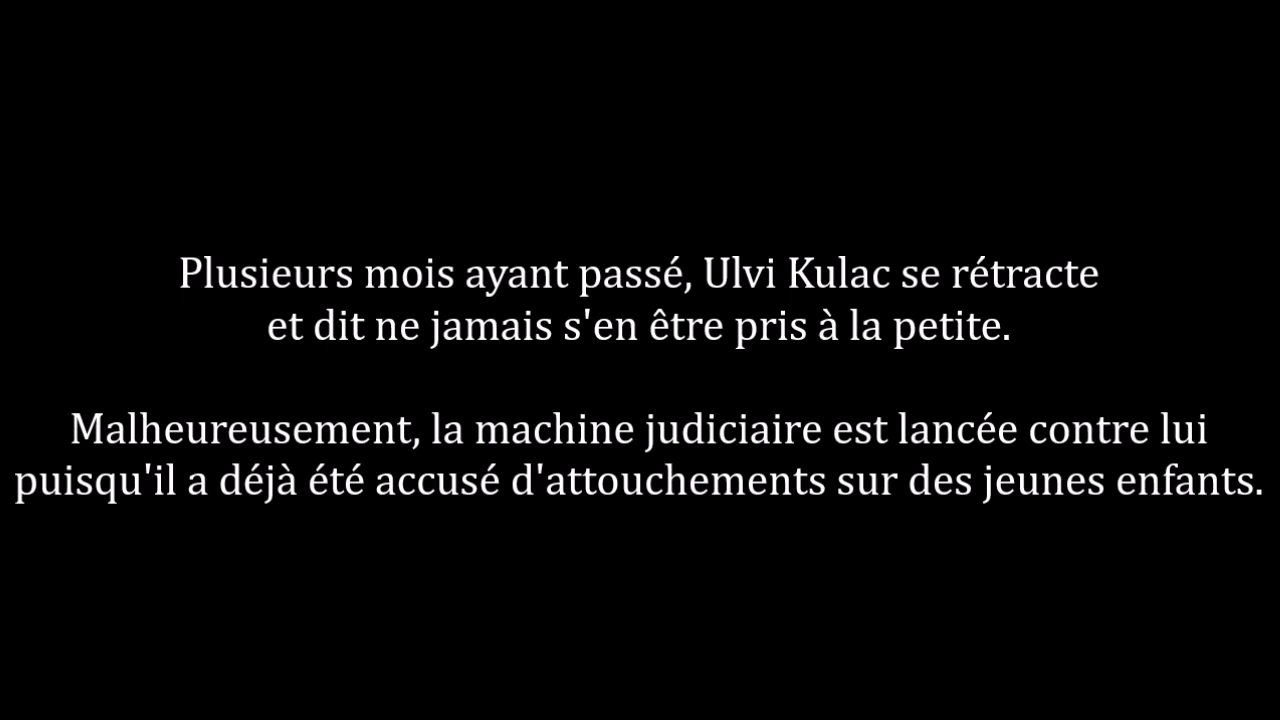 Plusieurs mois ayant passé, Ulvi Kulac se rétracte
et dit ne jamais s'en être pris à la petite.
Malheureusement, la machine judiciaire est lancée contre lui
puisqu'il a déjà été accusé d'attouchements sur des jeunes enfants.